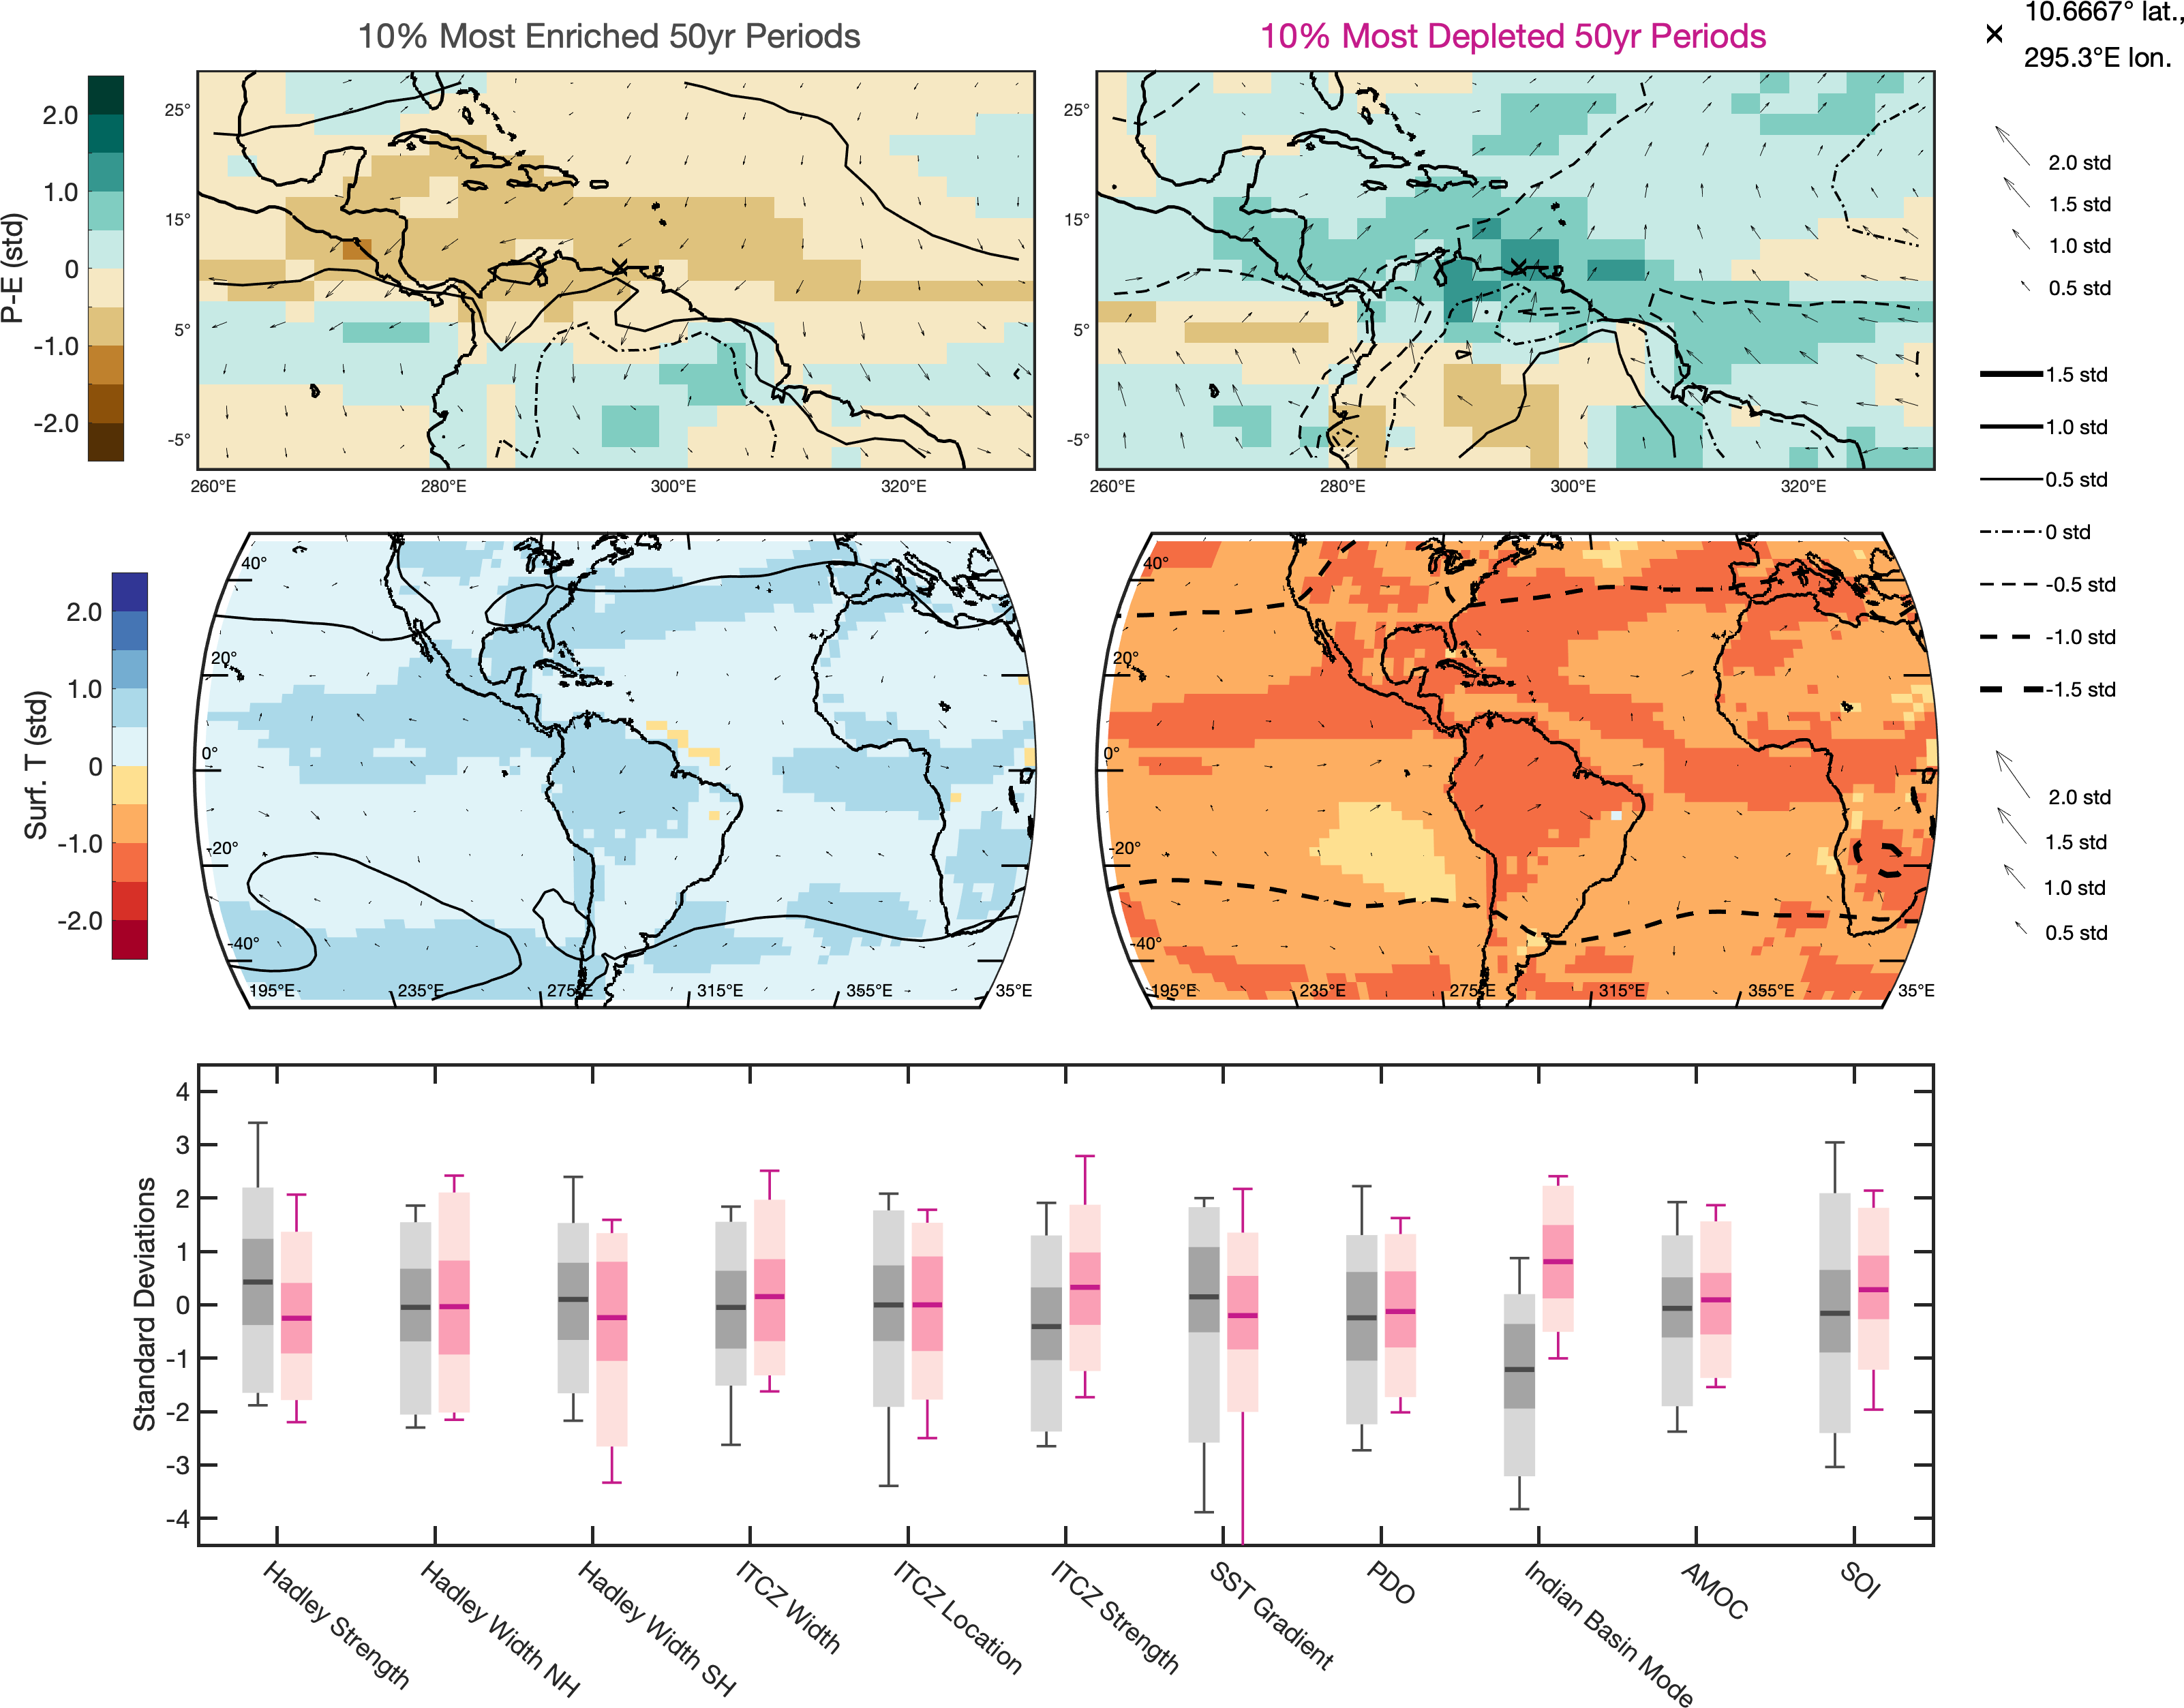 10% Most Enriched 50yr Periods
10% Most Depleted 50yr Periods
10.6667° lat.,
295.3°E lon.
P-E (std)
2.0
1.0
0
-1.0
-2.0
25°
15°
5°
-5°
260°E
280°E
300°E
320°E
25°
15°
5°
-5°
260°E
280°E
300°E
320°E
2.0 std
1.5 std
1.0 std
0.5 std
1.5 std
1.0 std
0.5 std
0 std
-0.5 std
-1.0 std
-1.5 std
Surf. T (std)
2.0
1.0
0
-1.0
-2.0
40°
20°
0°
-20°
-40°
195°E
235°E
275°E
315°E
355°E
35°E
40°
20°
0°
-20°
-40°
195°E
235°E
275°E
315°E
355°E
35°E
2.0 std
1.5 std
1.0 std
0.5 std
Standard Deviations
4
3
2
1
0
-1
-2
-3
-4
Hadley Strength
Hadley Width NH
Hadley Width SH
ITCZ Width
ITCZ Location
ITCZ Strength
SST Gradient
PDO
Indian Basin Mode
AMOC
SOI